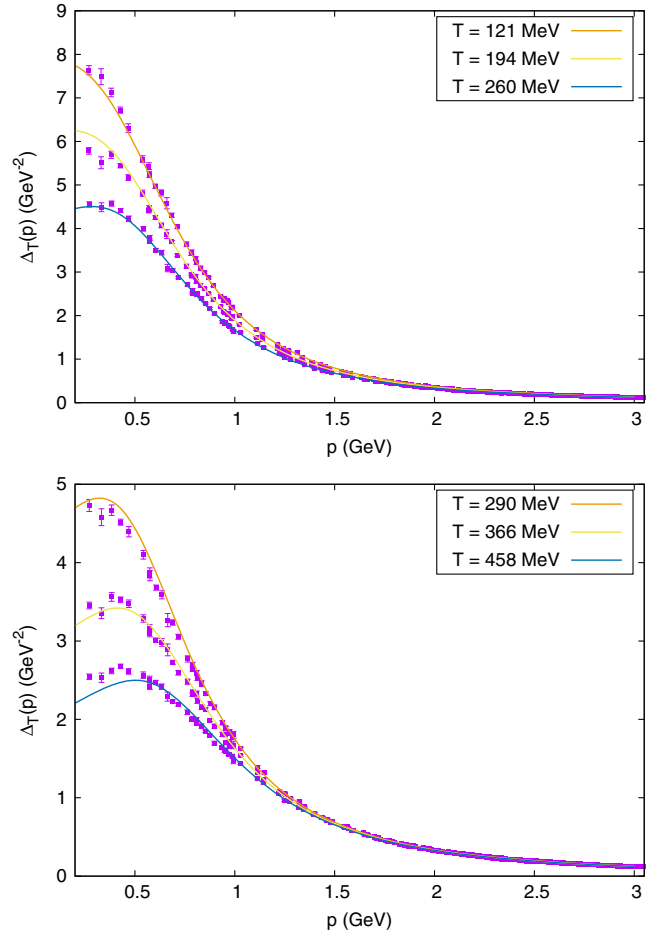 9
8
7
6
5
4
3
2
1
0
Δ_T(p) (GeV⁻²)
T = 121 MeV
T = 194 MeV
T = 260 MeV
0.5 1 1.5 2 2.5 3
p (GeV)
5
4
3
2
1
0
Δ_T(p) (GeV⁻²)
T = 290 MeV
T = 366 MeV
T = 458 MeV
0.5 1 1.5 2 2.5 3
p (GeV)